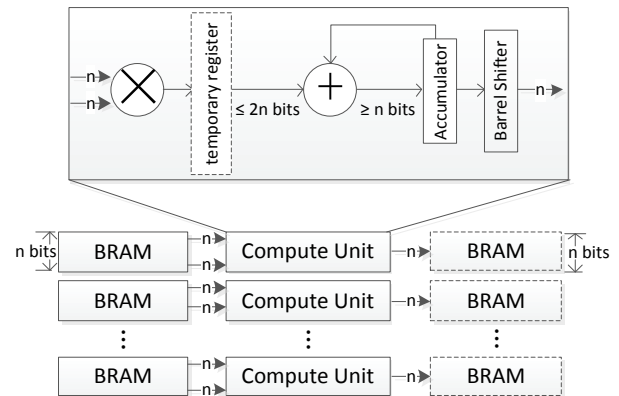 n
n
temporary register
≤ 2n bits
+
≥ n bits
Accumulator
Barrel Shifter
n
n bits
BRAM
n
n
Compute Unit
n
BRAM
n bits
BRAM
n
n
Compute Unit
n
BRAM
BRAM
n
n
Compute Unit
n
BRAM